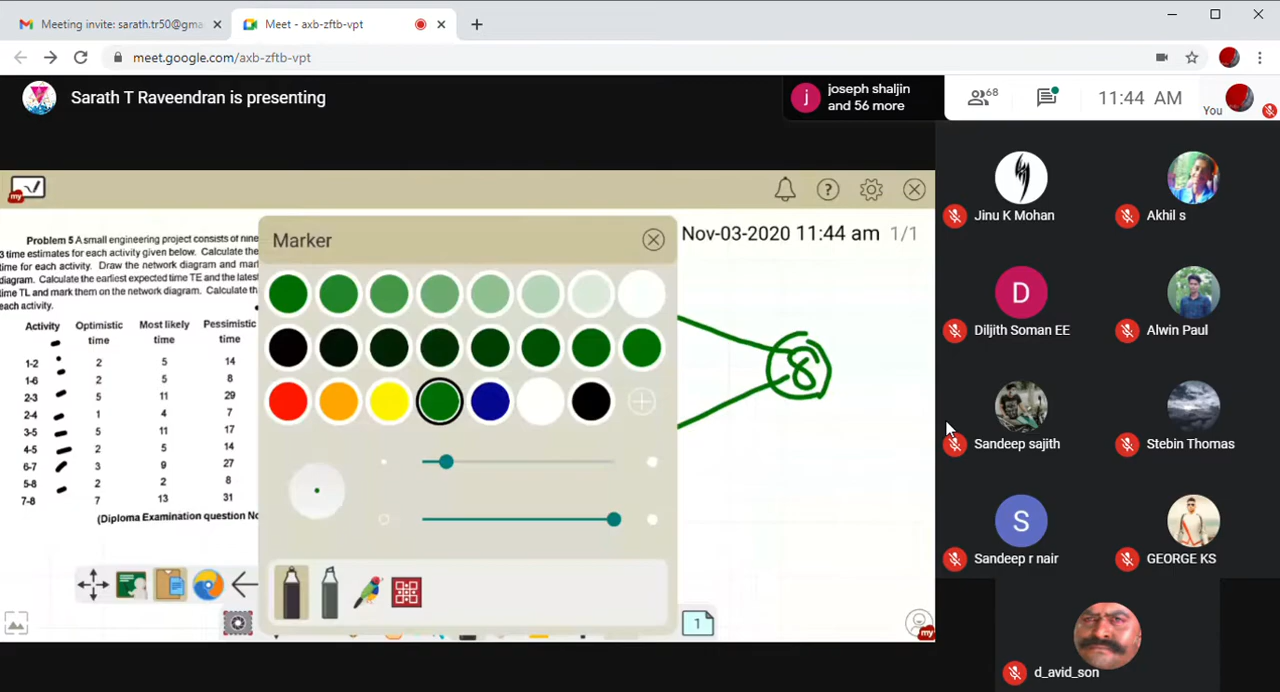 Meeting invite: sarath.tr50@gma
Meet - axb-zftb-vpt
meet.google.com/axb-zftb-vpt
Sarath T Raveendran is presenting
j
joseph shaljin
and 56 more
68
11:44 AM
You
my
Nov-03-2020 11:44 am 1/1
Marker
Problem 5 A small engineering project consists of nine
3 time estimates for each activity given below. Calculate the
time for each activity. Draw the network diagram and mar
diagram. Calculate the earliest expected time TE and the lates
time TL and mark them on the network diagram. Calculate th
each activity.
Activity Optimistic time Most likely time Pessimistic time
1-2 2 5 14
1-6 2 5 8
2-3 5 11 29
2-4 1 4 7
3-5 5 11 17
4-5 2 5 14
6-7 3 9 27
5-8 2 2 8
7-8 7 13 31
(Diploma Examination question No
8
1
my
Jinu K Mohan
Akhil s
D
Diljith Soman EE
Alwin Paul
Sandeep sajith
Stebin Thomas
S
Sandeep r nair
GEORGE KS
d_avid_son